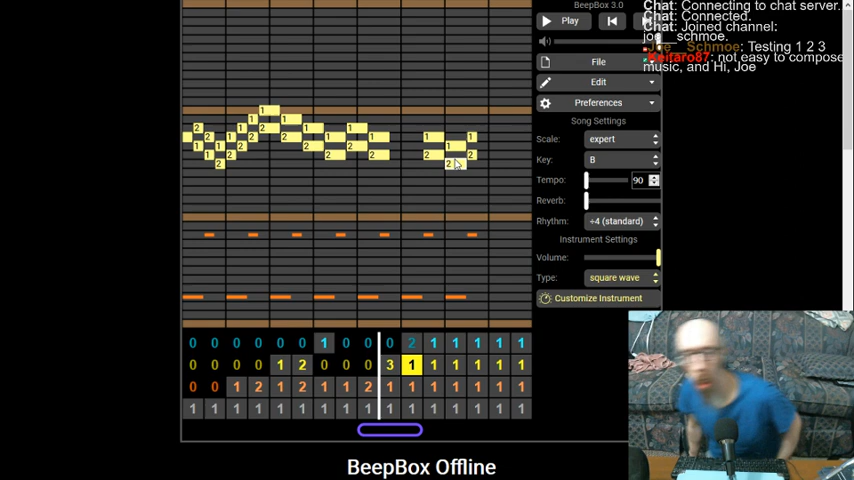 BeepBox 3.0
Chat: Connecting to chat server.
Chat: Connected.
Chat: Joined channel:
joe__schmoe.
Joe__Schmoe: Testing 1 2 3
Keitaro87: not easy to compose
music, and Hi, Joe
Play
File
Edit
Preferences
Song Settings
Scale: expert
Key: B
Tempo: 90
Reverb:
Rhythm: ÷4 (standard)
Instrument Settings
Volume:
Type: square wave
Customize Instrument
0 0 0 0 0 0 1 0 0 0 2 1 1 1 1 1
0 0 0 0 1 2 0 0 0 3 1 1 1 1 1 1
0 0 1 2 1 2 1 1 2 1 1 1 1 1 1 1
1 1 1 1 1 1 1 1 1 1 1 1 1 1 1 1
BeepBox Offline